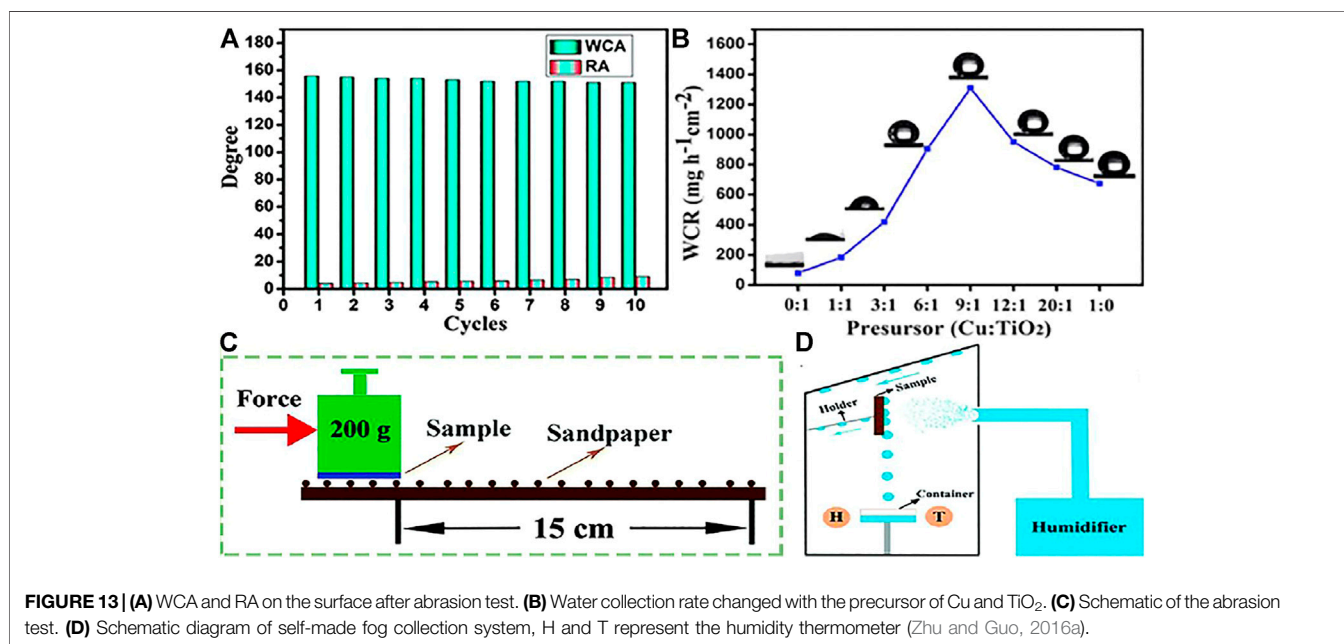 A
180
160
140
120
100
80
60
40
20
0
Degree
WCA
RA
0 1 2 3 4 5 6 7 8 9 10
Cycles
B
1600
1400
1200
1000
800
600
400
200
0
WCR (mg h⁻¹cm⁻²)
0:1 1:1 3:1 6:1 9:1 12:1 20:1 1:0
Presursor (Cu:TiO₂)
C
Force
200 g
Sample
Sandpaper
15 cm
D
Sample
Holder
Container
H
T
Humidifier
FIGURE 13 | (A) WCA and RA on the surface after abrasion test. (B) Water collection rate changed with the precursor of Cu and TiO₂. (C) Schematic of the abrasion
test. (D) Schematic diagram of self-made fog collection system, H and T represent the humidity thermometer (Zhu and Guo, 2016a).